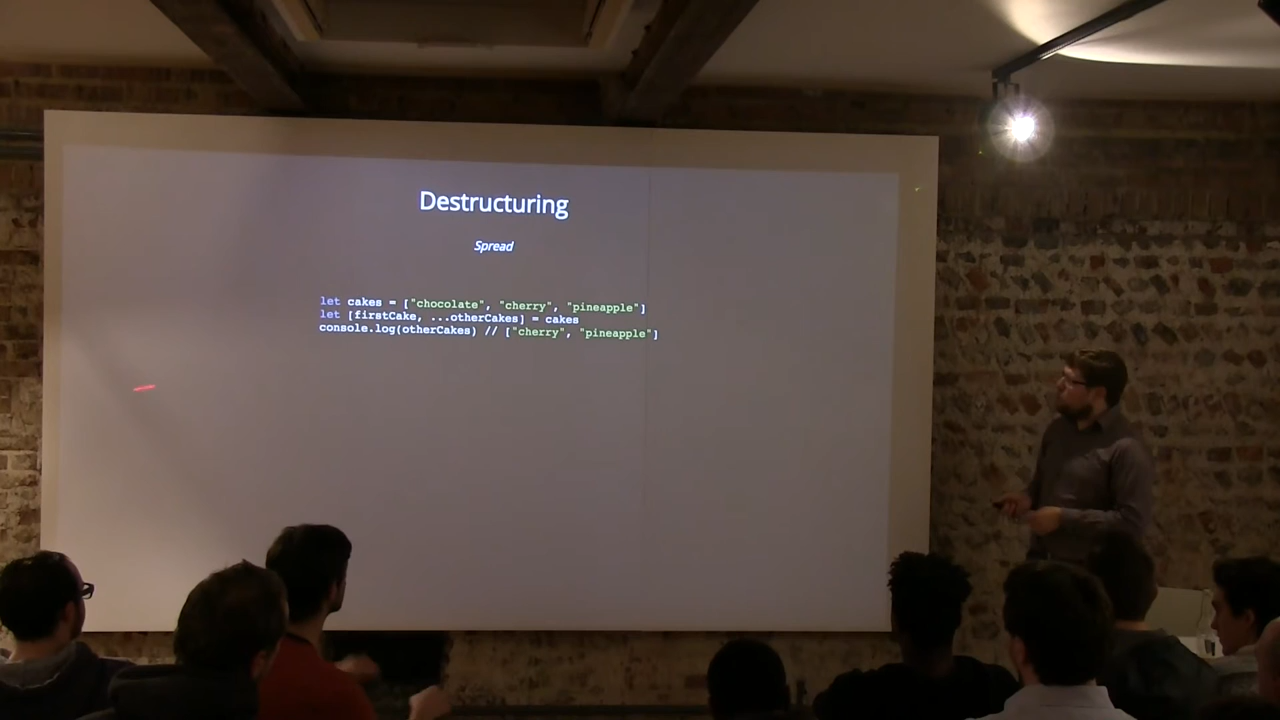 Destructuring
Spread
let cakes = ["chocolate", "cherry", "pineapple"]
let [firstCake, ...otherCakes] = cakes
console.log(otherCakes) // ["cherry", "pineapple"]